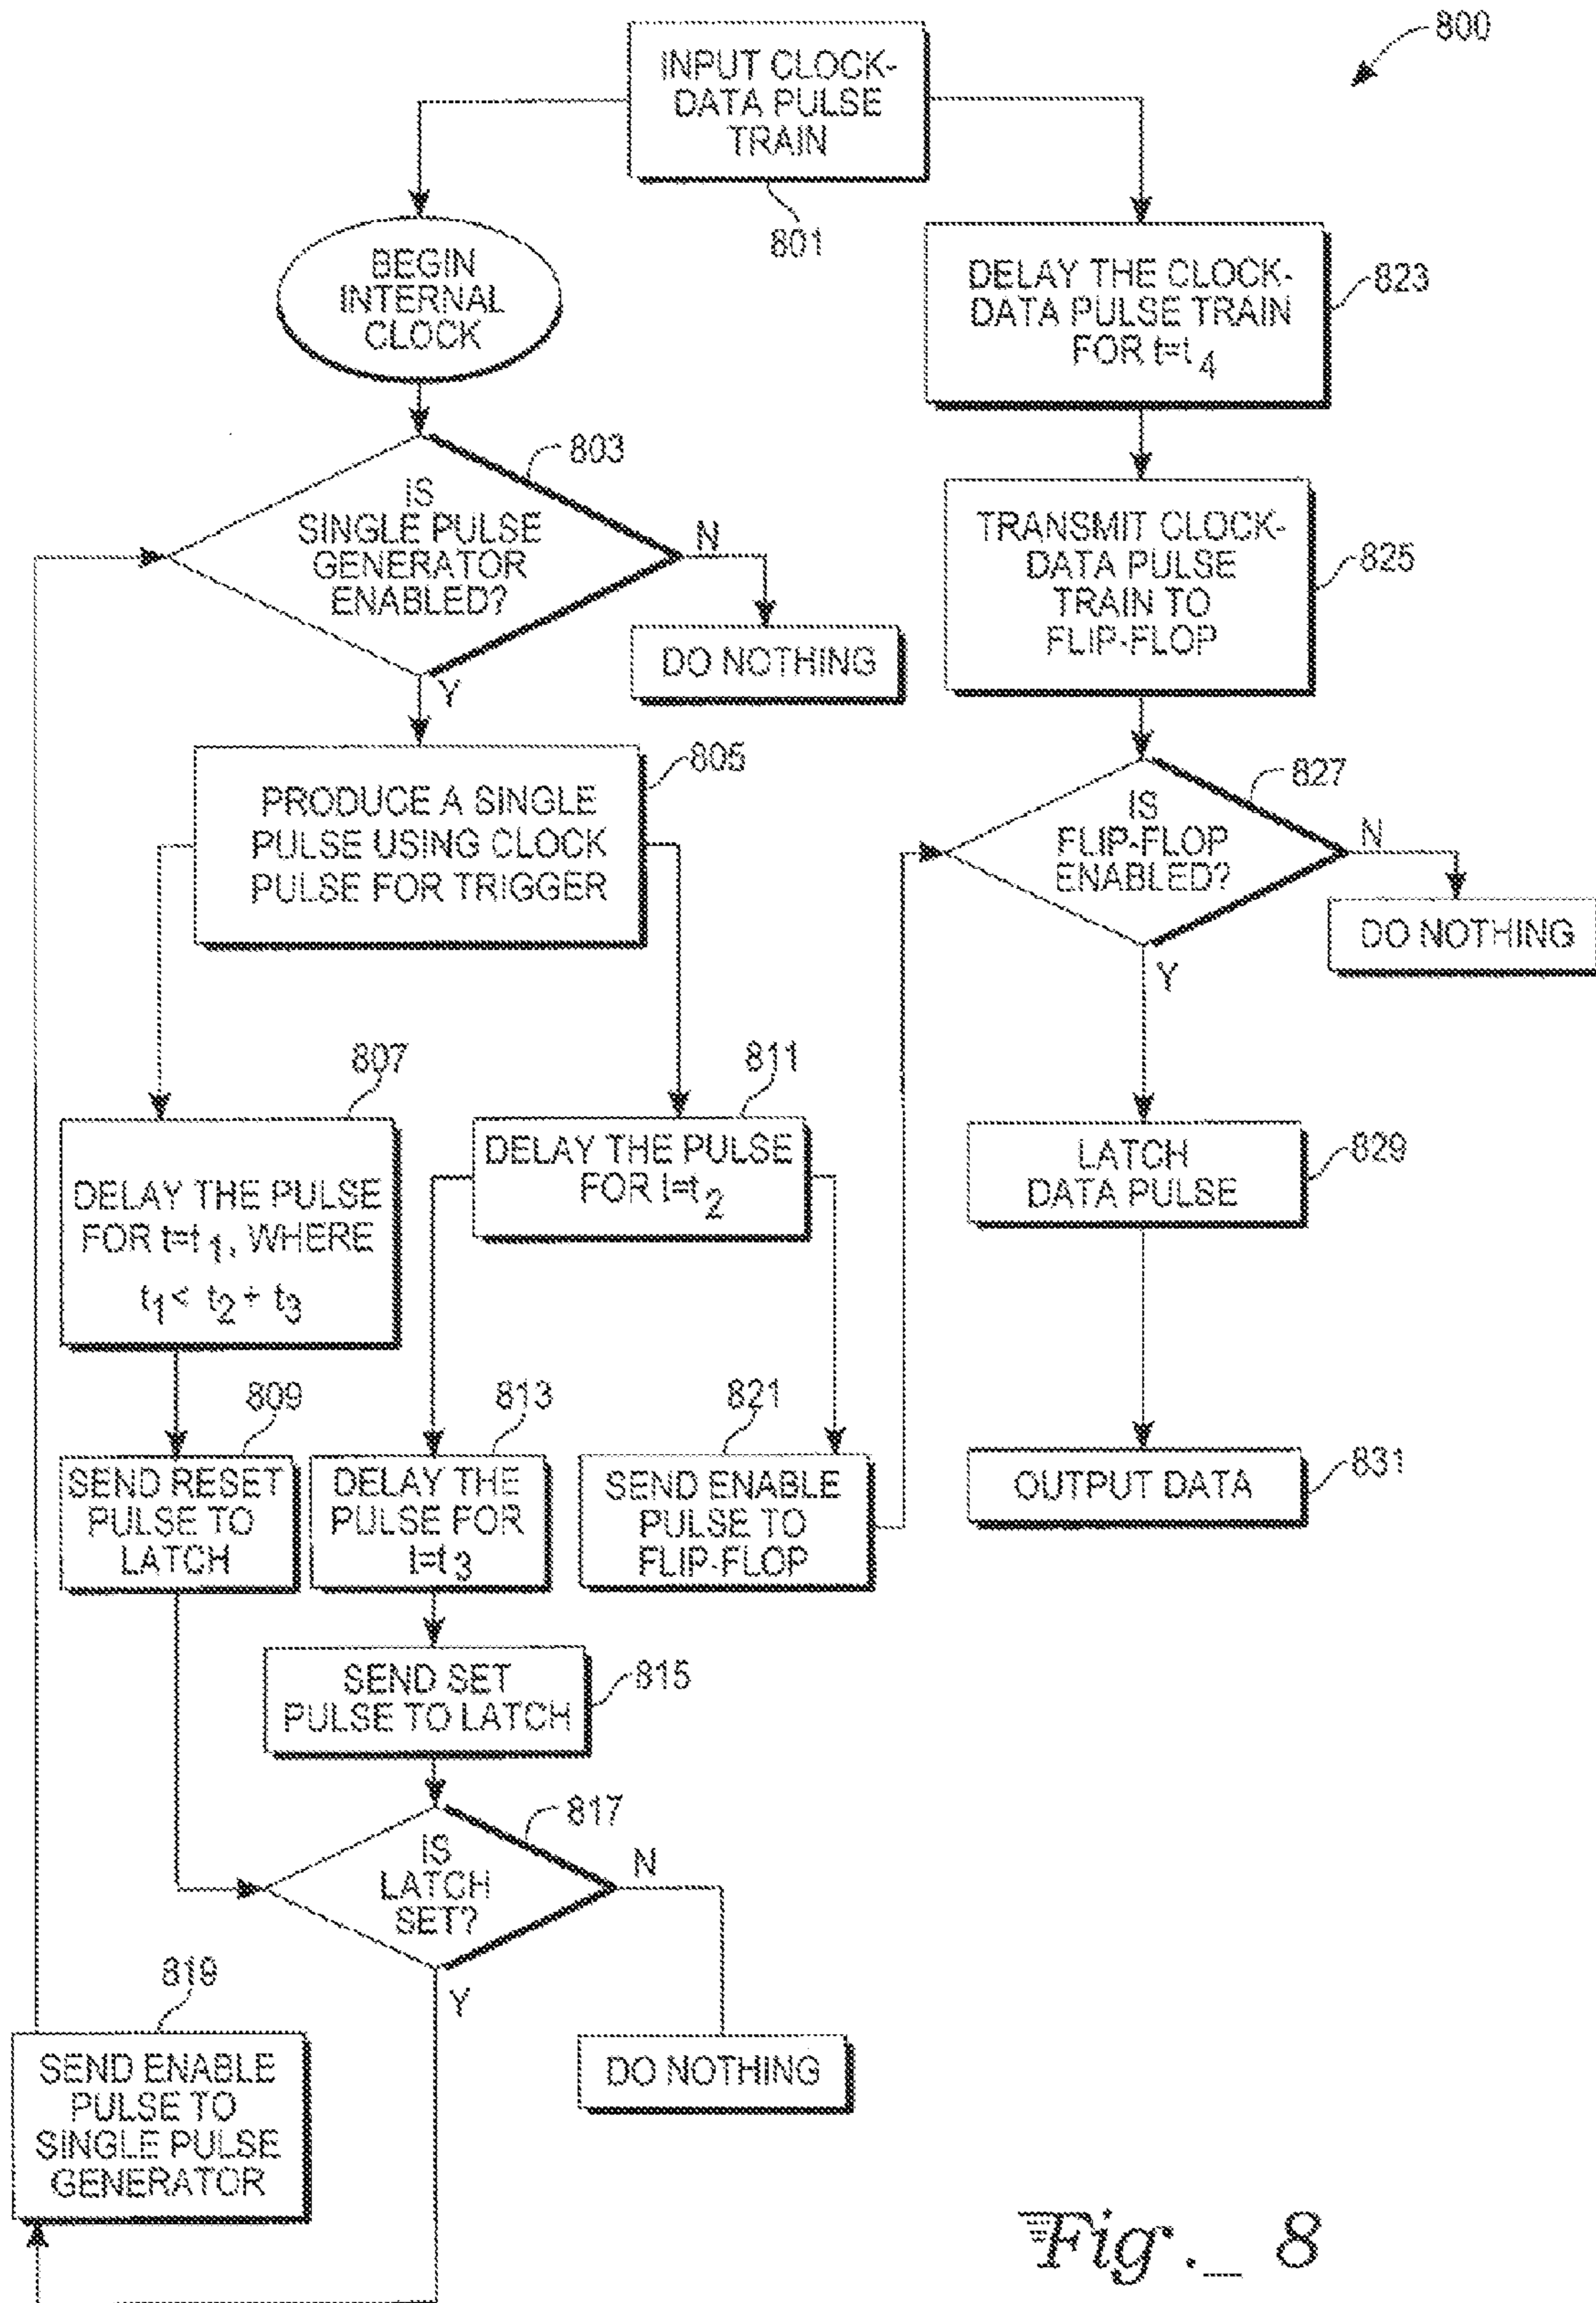 800
INPUT CLOCK-
DATA PULSE
TRAIN
801
BEGIN
INTERNAL
CLOCK
DELAY THE CLOCK-
DATA PULSE TRAIN
FOR t=t4
823
803
IS
SINGLE PULSE
GENERATOR
ENABLED?
N
Y
DO NOTHING
TRANSMIT CLOCK-
DATA PULSE
TRAIN TO
FLIP-FLOP
825
805
PRODUCE A SINGLE
PULSE USING CLOCK
PULSE FOR TRIGGER
827
IS
FLIP-FLOP
ENABLED?
N
Y
DO NOTHING
807
DELAY THE PULSE
FOR t=t1, WHERE
t1 < t2 + t3
811
DELAY THE PULSE
FOR t=t2
LATCH
DATA PULSE
829
809
SEND RESET
PULSE TO
LATCH
813
DELAY THE
PULSE FOR
t=t3
821
SEND ENABLE
PULSE TO
FLIP-FLOP
OUTPUT DATA
831
SEND SET
PULSE TO LATCH
815
817
IS
LATCH
SET?
N
Y
819
SEND ENABLE
PULSE TO
SINGLE PULSE
GENERATOR
DO NOTHING
Fig._ 8